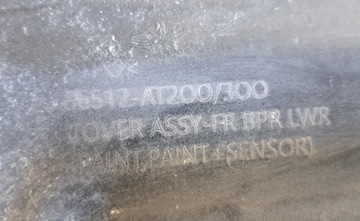 86512-AT200/300
COVER ASSY-FR BPR LWR
(PAINT,PAINT+SENSOR)